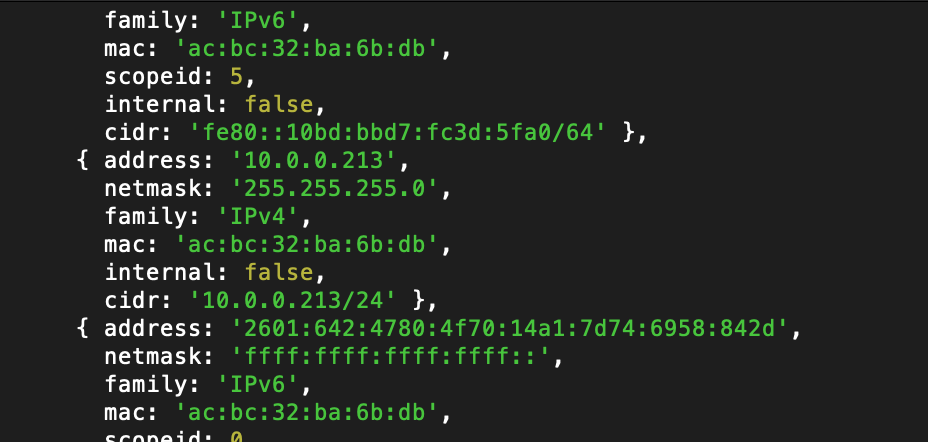 family: 'IPv6',
mac: 'ac:bc:32:ba:6b:db',
scopeid: 5,
internal: false,
cidr: 'fe80::10bd:bbd7:fc3d:5fa0/64' },
{ address: '10.0.0.213',
netmask: '255.255.255.0',
family: 'IPv4',
mac: 'ac:bc:32:ba:6b:db',
internal: false,
cidr: '10.0.0.213/24' },
{ address: '2601:642:4780:4f70:14a1:7d74:6958:842d',
netmask: 'ffff:ffff:ffff:ffff::',
family: 'IPv6',
mac: 'ac:bc:32:ba:6b:db',
scopeid: 0